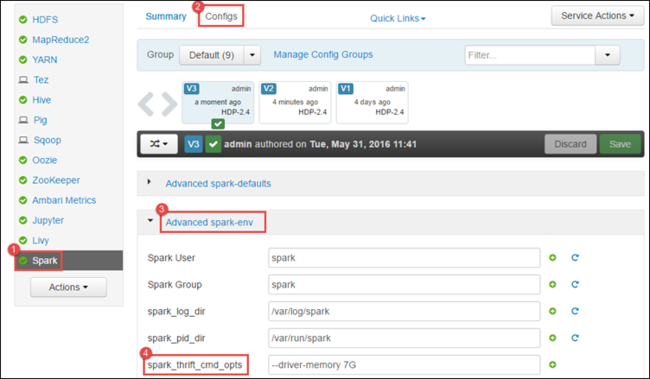 HDFS
MapReduce2
YARN
Tez
Hive
Pig
Sqoop
Oozie
ZooKeeper
Ambari Metrics
Jupyter
Livy
1
Spark
Actions
Summary
2
Configs
Quick Links
Service Actions
Group Default (9) Manage Config Groups Filter...
V3 admin
a moment ago
HDP-2.4
V2 admin
4 minutes ago
HDP-2.4
V1 admin
4 days ago
HDP-2.4
V3 admin authored on Tue, May 31, 2016 11:41 Discard Save
Advanced spark-defaults
3
Advanced spark-env
Spark User spark
Spark Group spark
spark_log_dir /var/log/spark
spark_pid_dir /var/run/spark
4
spark_thrift_cmd_opts --driver-memory 7G